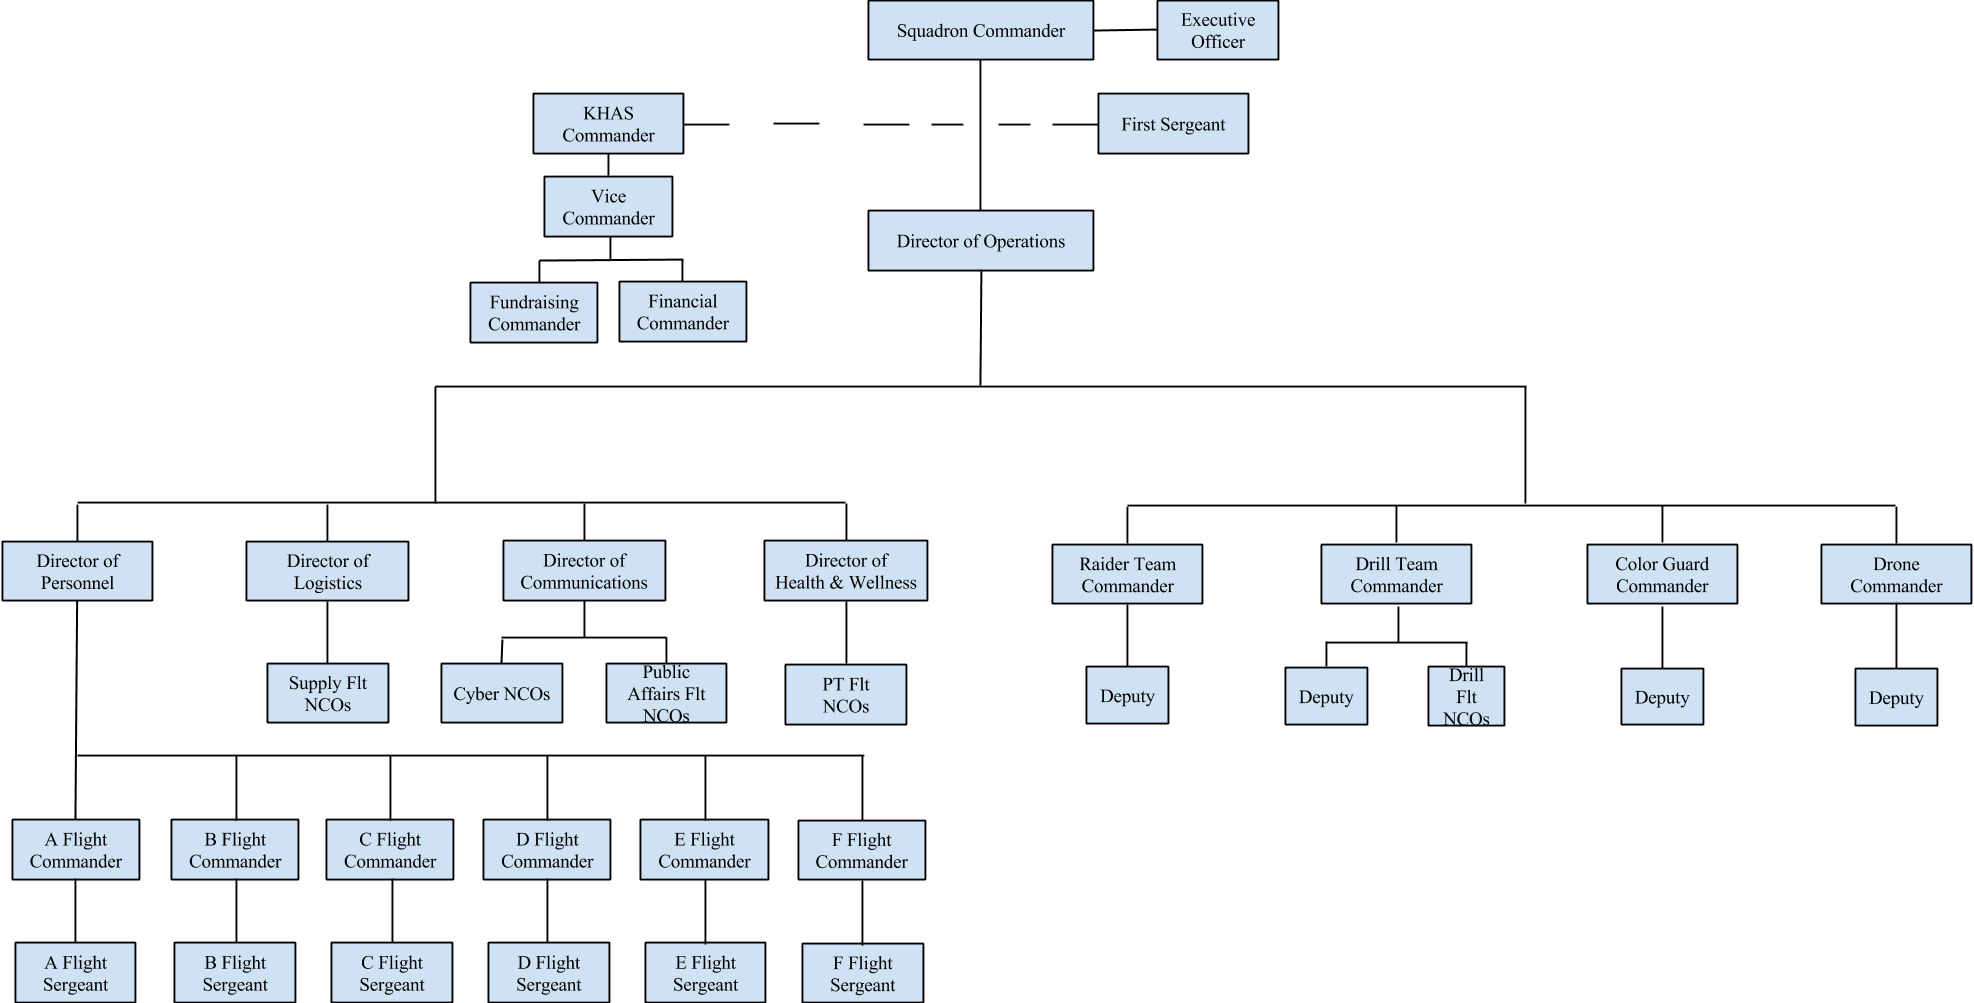 Squadron Commander
Executive
Officer
KHAS
Commander
First Sergeant
Vice
Commander
Director of Operations
Fundraising
Commander
Financial
Commander
Director of
Personnel
Director of
Logistics
Director of
Communications
Director of
Health & Wellness
Raider Team
Commander
Drill Team
Commander
Color Guard
Commander
Drone
Commander
Supply Flt
NCOs
Cyber NCOs
Public
Affairs Flt
NCOs
PT Flt
NCOs
Deputy
Deputy
Drill
Flt
NCOs
Deputy
Deputy
A Flight
Commander
B Flight
Commander
C Flight
Commander
D Flight
Commander
E Flight
Commander
F Flight
Commander
A Flight
Sergeant
B Flight
Sergeant
C Flight
Sergeant
D Flight
Sergeant
E Flight
Sergeant
F Flight
Sergeant